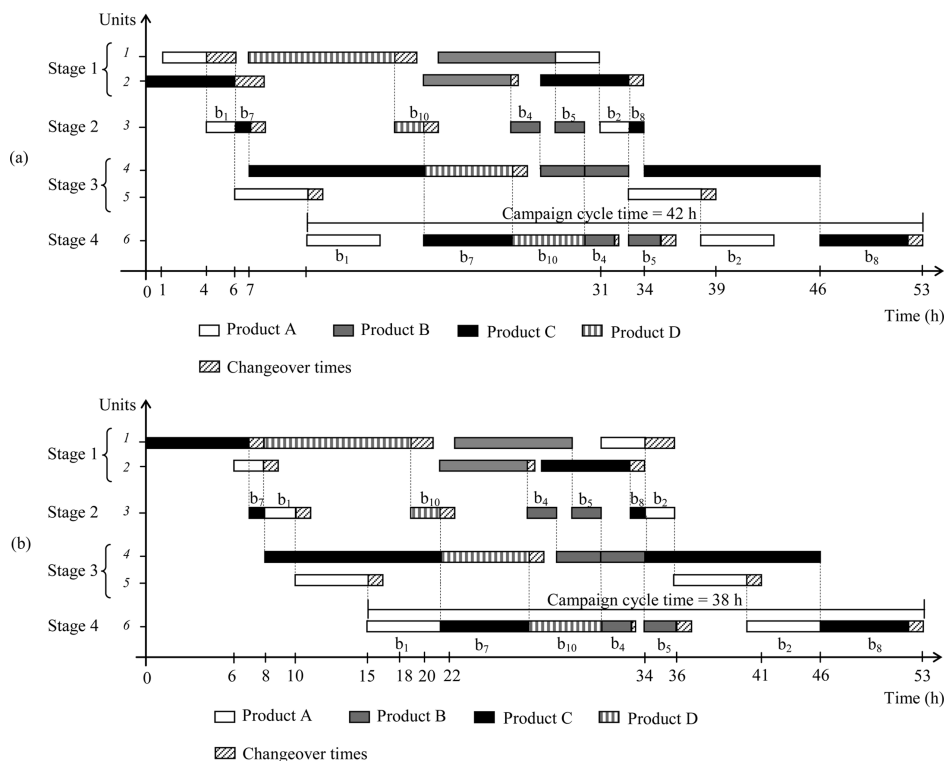 Units
Stage 1
1
2
b1 b7 b10 b4 b5 b2 b8
Stage 2 3
(a)
Stage 3
4
5
Campaign cycle time = 42 h
Stage 4 6
b1 b7 b10 b4 b5 b2 b8
0 1 4 6 7 31 34 39 46 53
Time (h)
Product A Product B Product C Product D
Changeover times
Units
Stage 1
1
2
b7 b1 b10 b4 b5 b8 b2
Stage 2 3
(b)
Stage 3
4
5
Campaign cycle time = 38 h
Stage 4 6
b1 b7 b10 b4 b5 b2 b8
0 6 8 10 15 18 20 22 34 36 41 46 53
Time (h)
Product A Product B Product C Product D
Changeover times